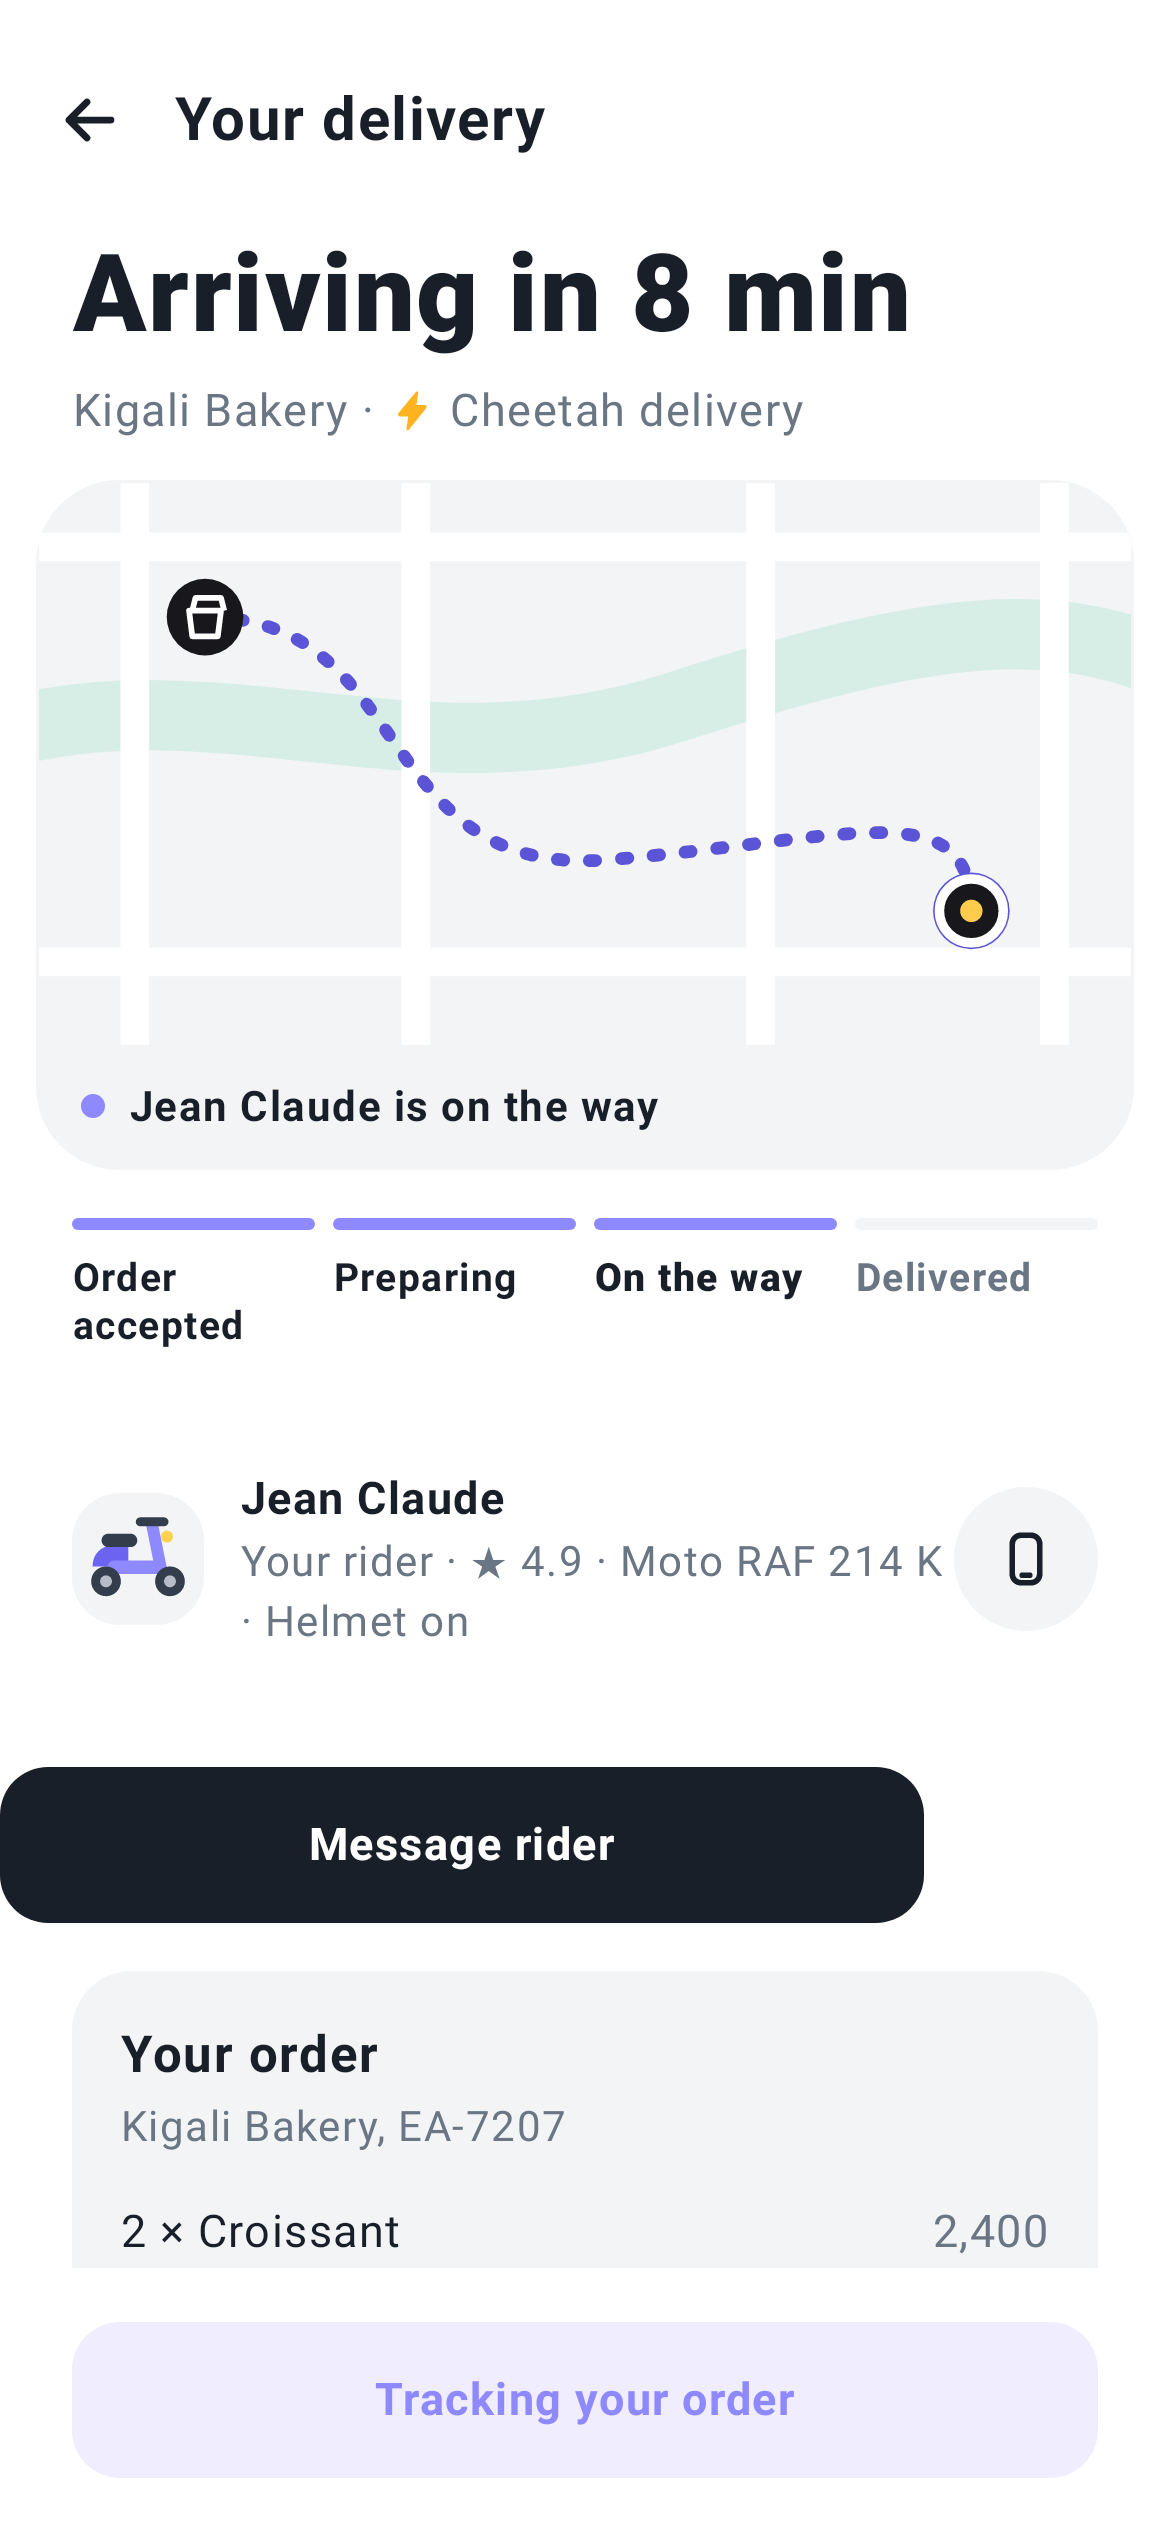 Your delivery
Arriving in 8 min
Kigali Bakery · ⚡ Cheetah delivery
Jean Claude is on the way
Order accepted
Preparing
On the way
Delivered
Jean Claude
Your rider · ★ 4.9 · Moto RAF 214 K
· Helmet on
Message rider
Your order
Kigali Bakery, EA-7207
2 × Croissant 2,400
Tracking your order